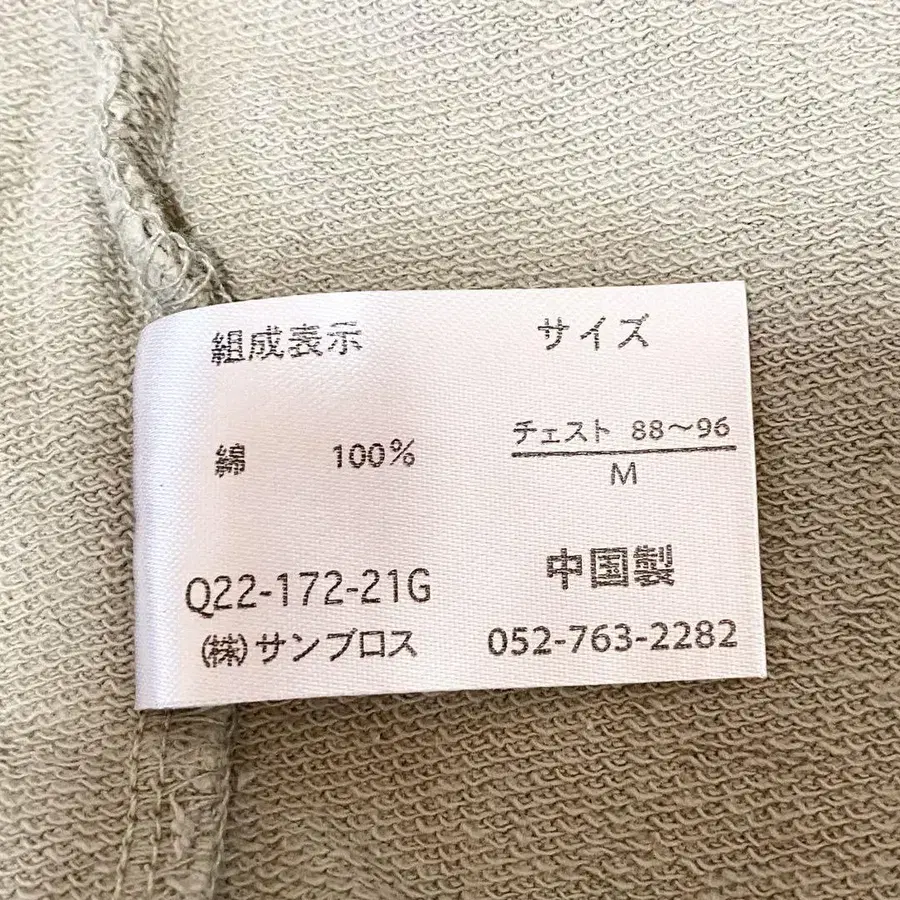 組成表示
綿 100%
Q22-172-21G
(株)サンブロス
サイズ
チェスト 88〜96
M
中国製
052-763-2282